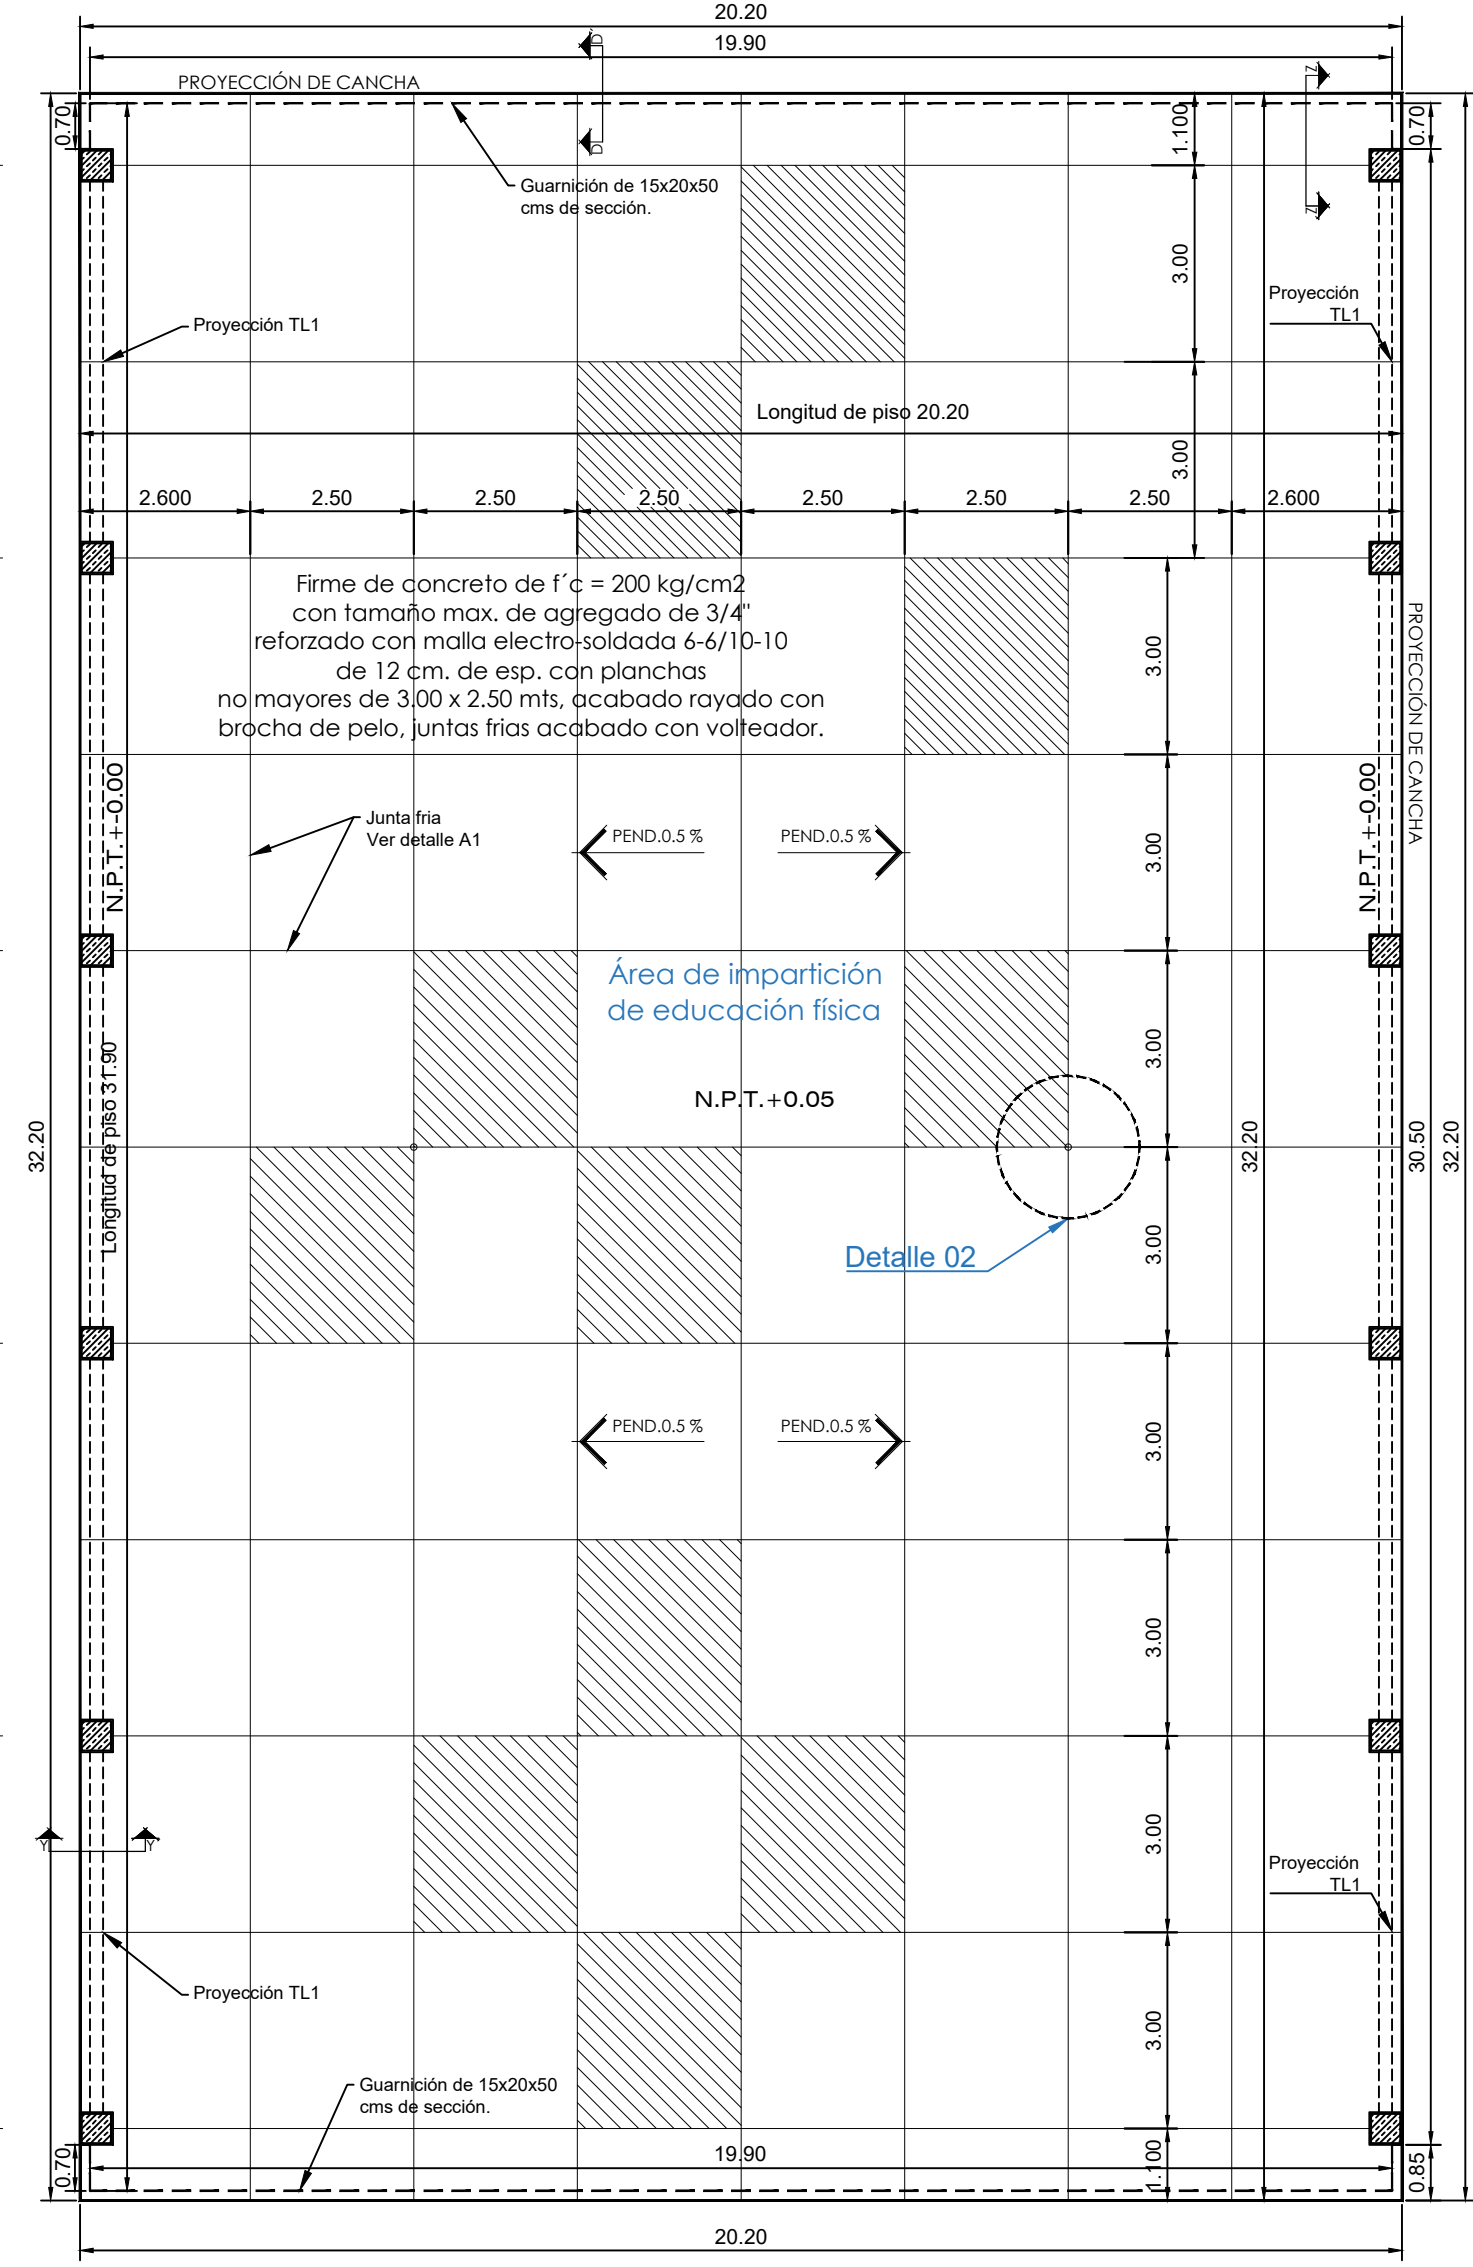 20.20
19.90
D
Z
PROYECCIÓN DE CANCHA
0.70
1.100
0.70
D
Guarnición de 15x20x50
cms de sección.
Z
3.00
Proyección
TL1
Proyección TL1
Longitud de piso 20.20
3.00
2.600
2.50
2.50
2.50
2.50
2.50
2.50
2.600
Firme de concreto de f´c = 200 kg/cm2
con tamaño max. de agregado de 3/4"
reforzado con malla electro-soldada 6-6/10-10
de 12 cm. de esp. con planchas
no mayores de 3.00 x 2.50 mts, acabado rayado con
brocha de pelo, juntas frias acabado con volteador.
3.00
PROYECCIÓN DE CANCHA
N.P.T.+-0.00
Junta fria
Ver detalle A1
PEND.0.5 %
PEND.0.5 %
3.00
N.P.T.+-0.00
Área de impartición
de educación física
3.00
Longitud de piso 31.90
N.P.T.+0.05
32.20
32.20
30.50
32.20
Detalle 02
3.00
PEND.0.5 %
PEND.0.5 %
3.00
3.00
3.00
Y
Y
Proyección
TL1
Proyección TL1
3.00
Guarnición de 15x20x50
cms de sección.
0.70
19.90
1.100
0.85
20.20